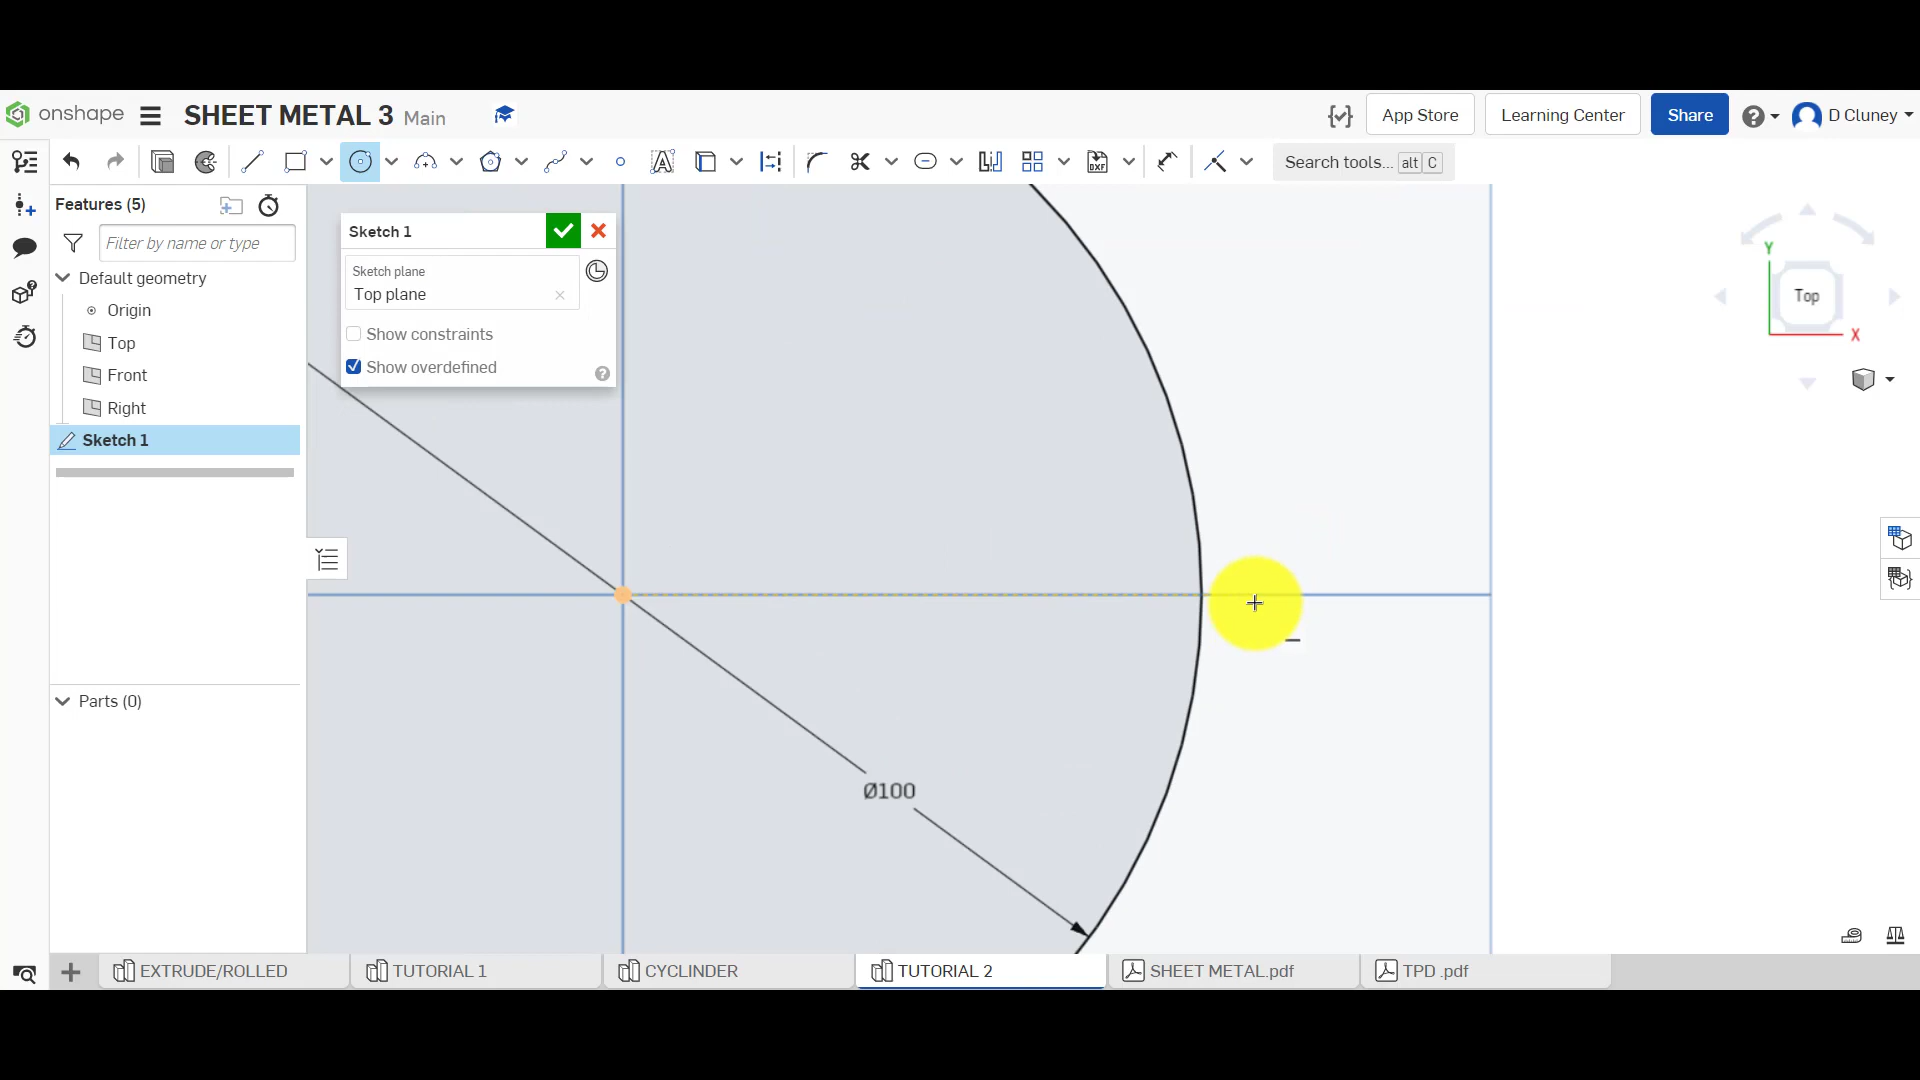 onshape SHEET METAL 3 Main App Store Learning Center Share D Cluney
Search tools... alt C
Features (5)
Filter by name or type
Default geometry
Origin
Top
Front
Right
Sketch 1
Parts (0)
Sketch 1
Sketch plane
Top plane
Show constraints
Show overdefined
Ø100
Y
Top
X
EXTRUDE/ROLLED TUTORIAL 1 CYCLINDER TUTORIAL 2 SHEET METAL.pdf TPD .pdf